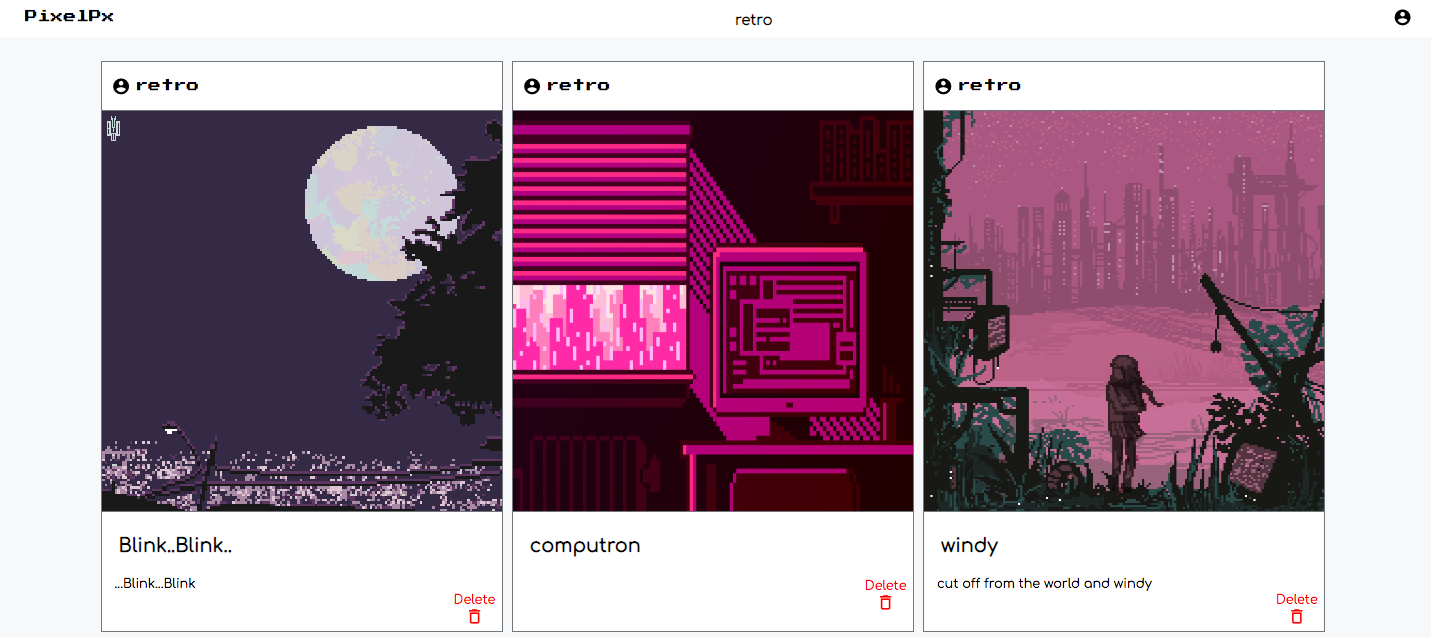 PixelPx
retro
retro
retro
retro
Blink..Blink..
...Blink...Blink
Delete
computron
Delete
windy
cut off from the world and windy
Delete